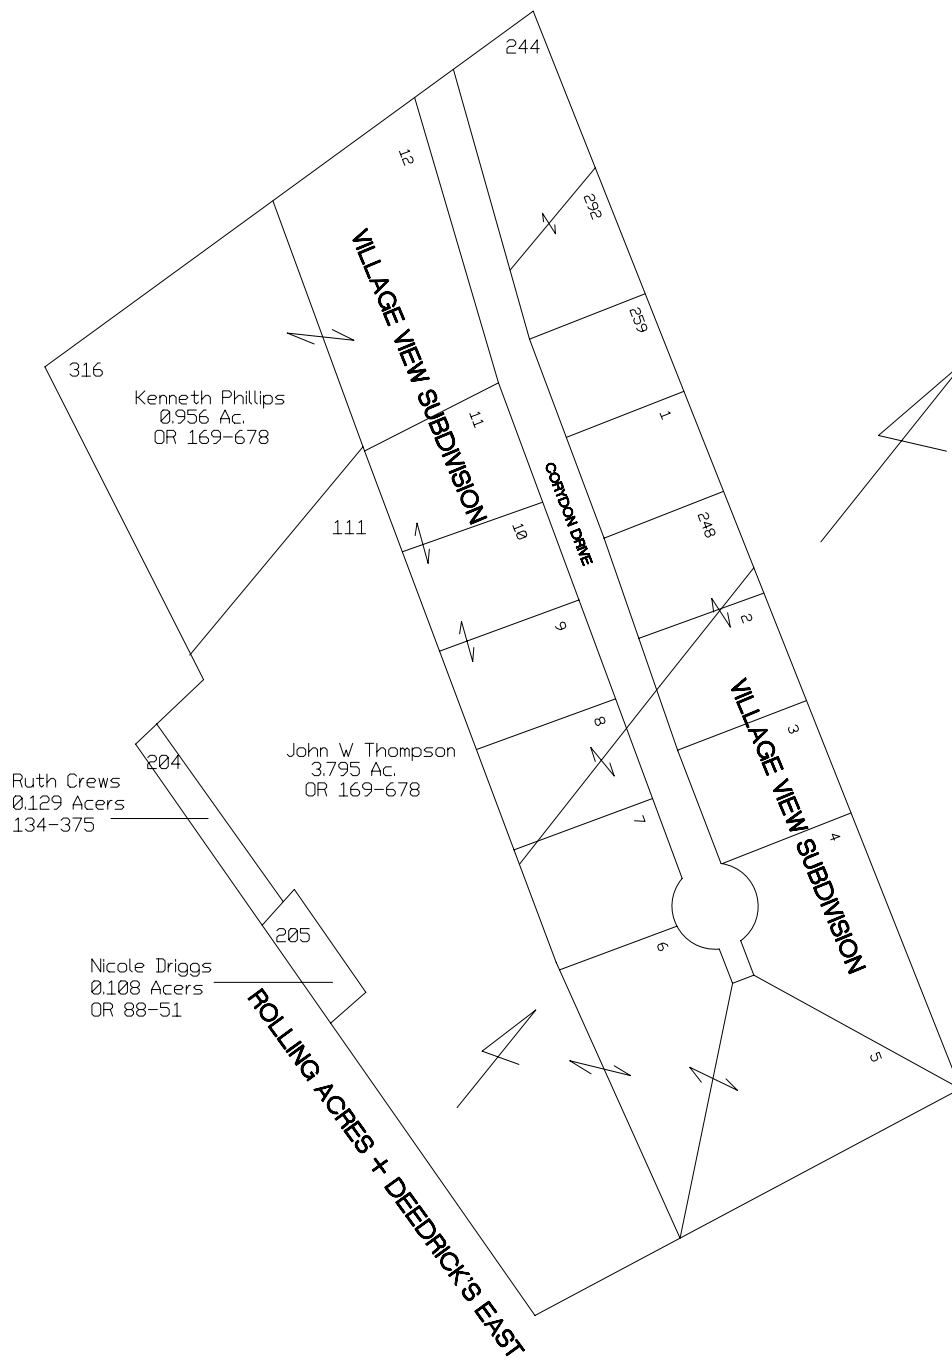 244
12
292
VILLAGE VIEW SUBDIVISION
259
316
Kenneth Phillips
0.956 Ac.
OR 169-678
11
1
CORYDON DRIVE
111
10
248
9
2
VILLAGE VIEW SUBDIVISION
8
3
John W Thompson
3.795 Ac.
OR 169-678
204
Ruth Crews
0.129 Acers
134-375
7
4
205
6
Nicole Driggs
0.108 Acers
OR 88-51
ROLLING ACRES + DEEDRICK'S EAST
5